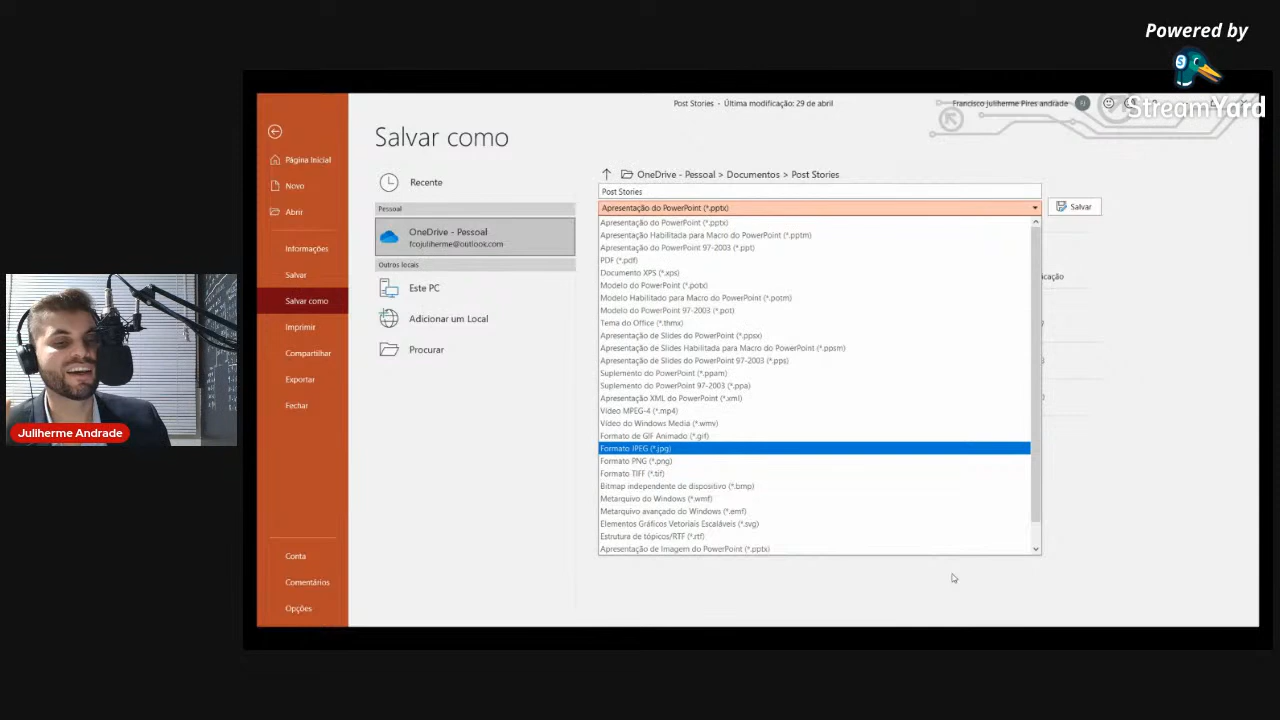 Powered by
StreamYard
Post Stories - Última modificação: 29 de abril
Francisco Juliherme Pires andrade
Salvar como
Página Inicial
Novo
Abrir
Informações
Salvar
Salvar como
Imprimir
Compartilhar
Exportar
Fechar
Conta
Comentários
Opções
Recente
Pessoal
OneDrive - Pessoal
fcojuliherme@outlook.com
Outros locais
Este PC
Adicionar um Local
Procurar
OneDrive - Pessoal > Documentos > Post Stories
Post Stories
Apresentação do PowerPoint (*.pptx)
Salvar
Apresentação do PowerPoint (*.pptx)
Apresentação Habilitada para Macro do PowerPoint (*.pptm)
Apresentação do PowerPoint 97-2003 (*.ppt)
PDF (*.pdf)
Documento XPS (*.xps)
Modelo do PowerPoint (*.potx)
Modelo Habilitado para Macro do PowerPoint (*.potm)
Modelo do PowerPoint 97-2003 (*.pot)
Tema do Office (*.thmx)
Apresentação de Slides do PowerPoint (*.ppsx)
Apresentação de Slides Habilitada para Macro do PowerPoint (*.ppsm)
Apresentação de Slides do PowerPoint 97-2003 (*.pps)
Suplemento do PowerPoint (*.ppam)
Suplemento do PowerPoint 97-2003 (*.ppa)
Apresentação XML do PowerPoint (*.xml)
Vídeo MPEG-4 (*.mp4)
Vídeo do Windows Media (*.wmv)
Formato de GIF Animado (*.gif)
Formato JPEG (*.jpg)
Formato PNG (*.png)
Formato TIFF (*.tif)
Bitmap independente de dispositivo (*.bmp)
Metarquivo do Windows (*.wmf)
Metarquivo avançado do Windows (*.emf)
Elementos Gráficos Vetoriais Escaláveis (*.svg)
Estrutura de tópicos/RTF (*.rtf)
Apresentação de Imagem do PowerPoint (*.pptx)
icação
Juliherme Andrade